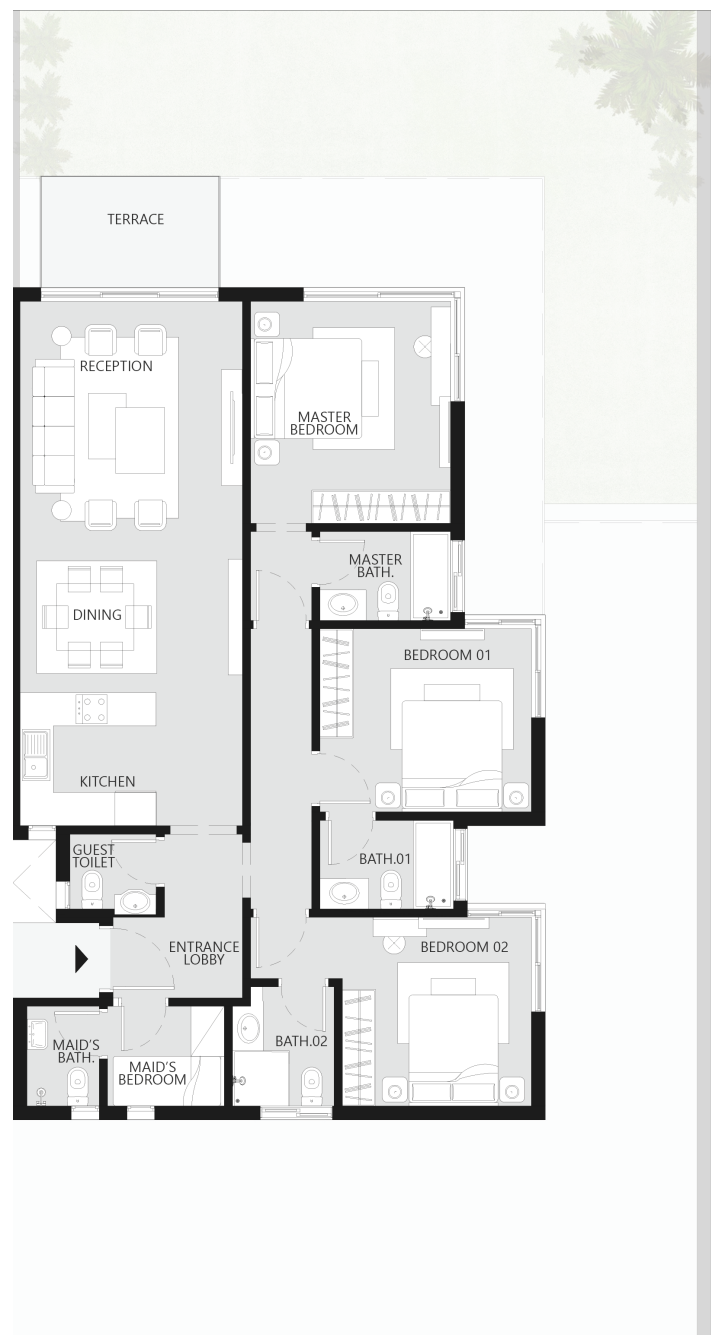 TERRACE
RECEPTION
MASTER
BEDROOM
MASTER
BATH.
DINING
BEDROOM 01
KITCHEN
GUEST
TOILET
BATH.01
ENTRANCE
LOBBY
BEDROOM 02
MAID'S
BATH.
BATH.02
MAID'S
BEDROOM